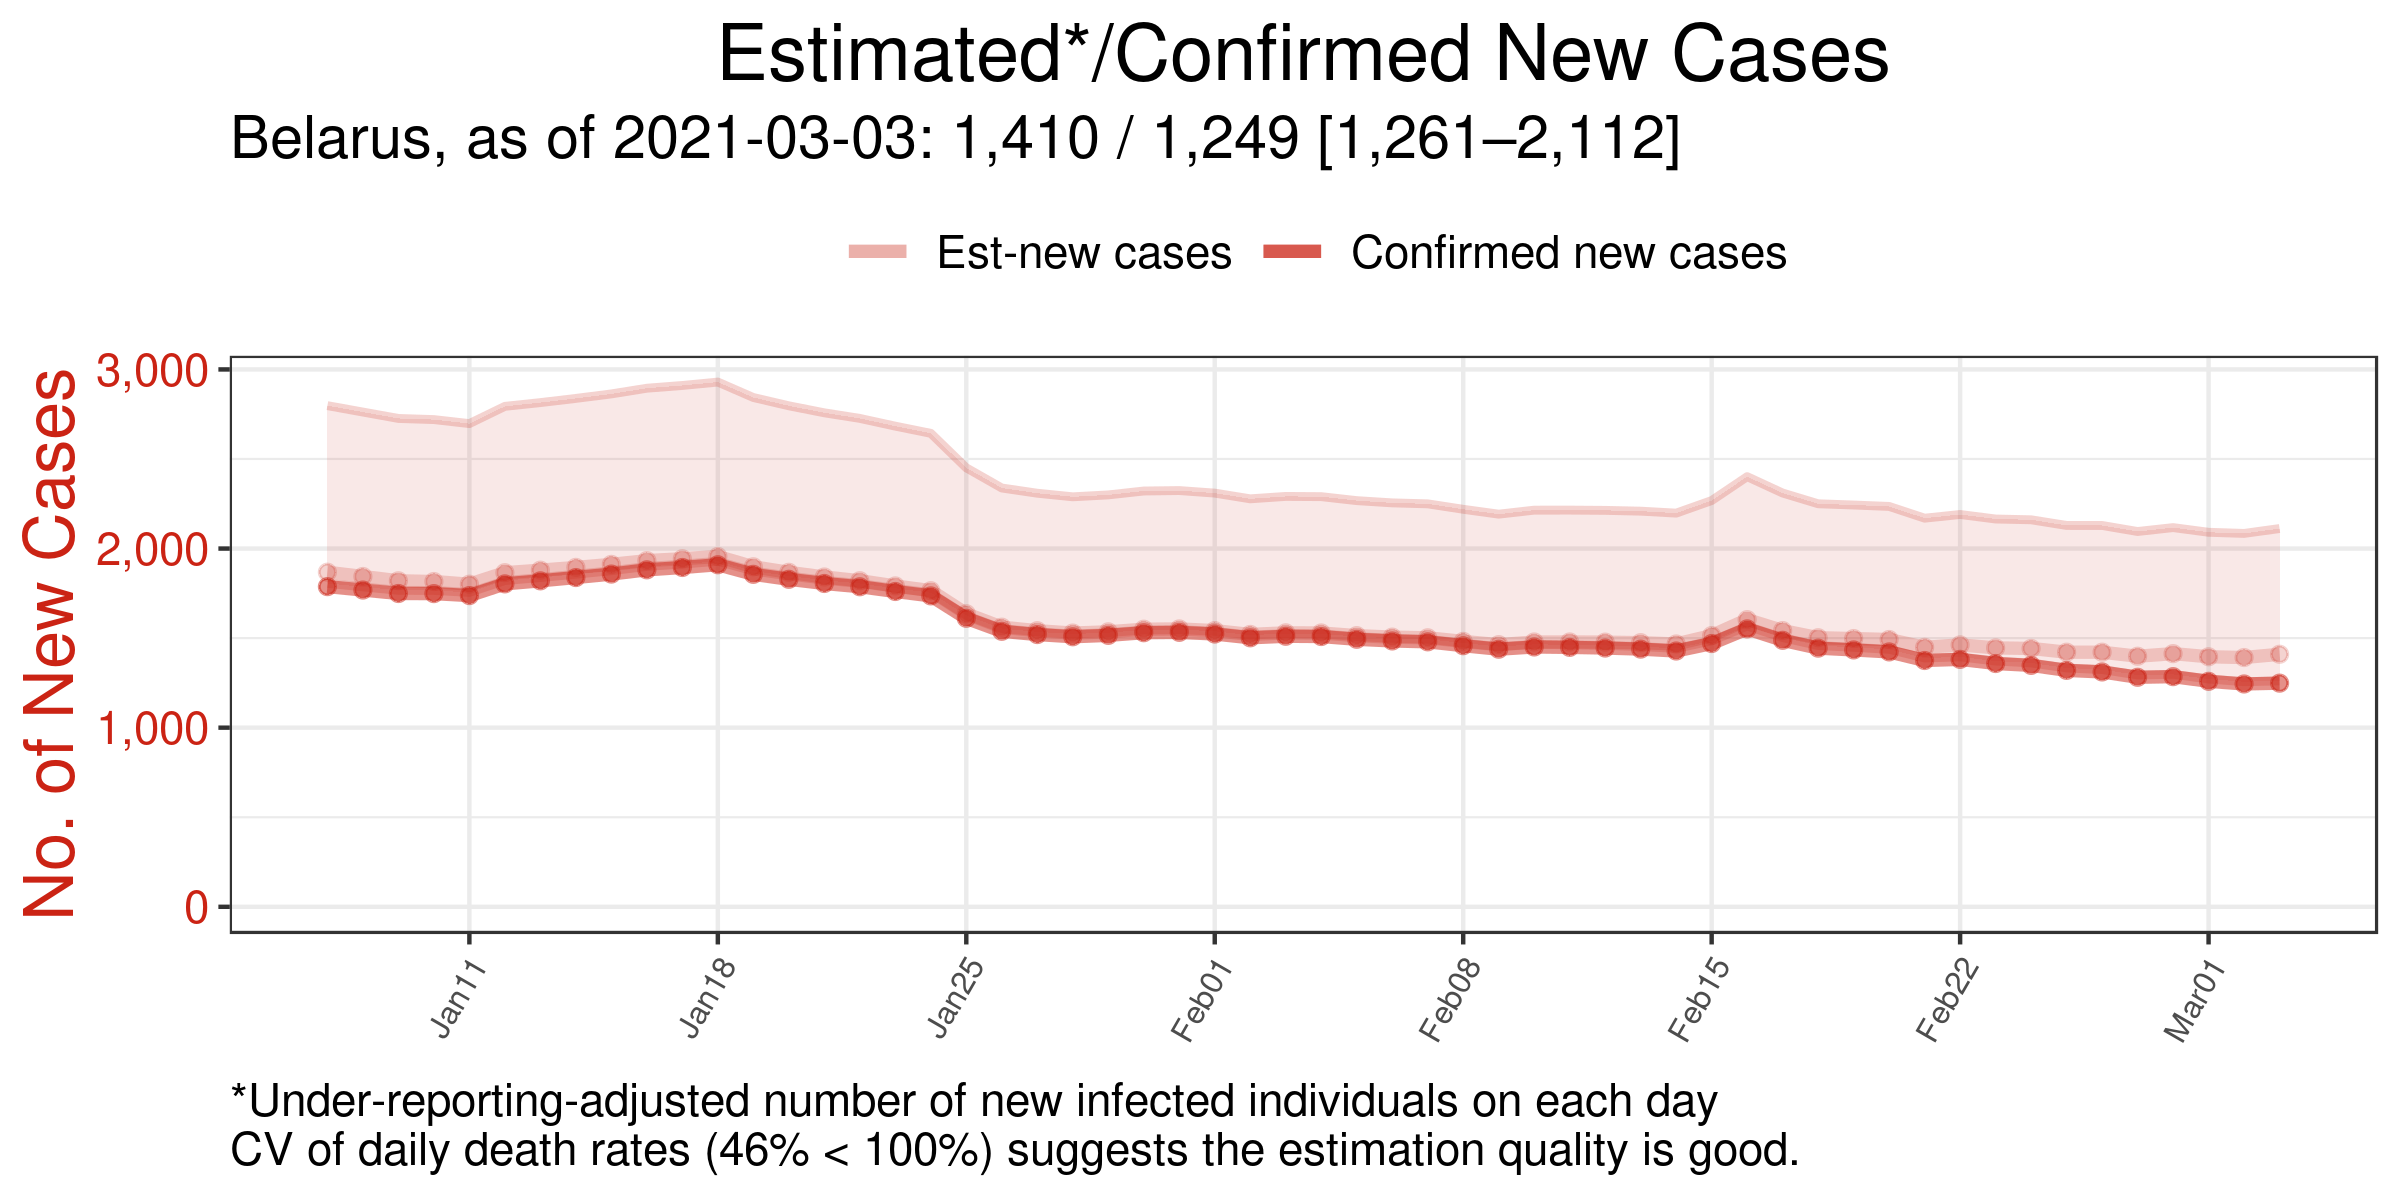 Estimated*/Confirmed New Cases
Belarus, as of 2021-03-03: 1,410 / 1,249 [1,261–2,112]
Est-new cases
Confirmed new cases
No. of New Cases
3,000
2,000
1,000
0
Jan11
Jan18
Jan25
Feb01
Feb08
Feb15
Feb22
Mar01
*Under-reporting-adjusted number of new infected individuals on each day
CV of daily death rates (46% < 100%) suggests the estimation quality is good.